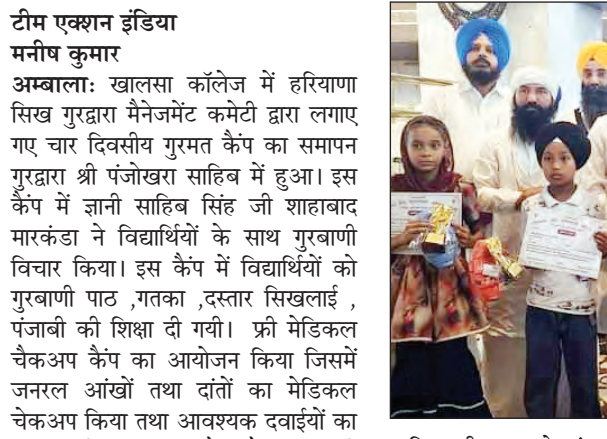 टीम एक्शन इंडिया
मनीष कुमार
अम्बालाः खालसा कॉलेज में हरियाणा
सिख गुरद्वारा मैनेजमेंट कमेटी द्वारा लगाए
गए चार दिवसीय गुरमत कैंप का समापन
गुरद्वारा श्री पंजोखरा साहिब में हुआ। इस
कैंप में ज्ञानी साहिब सिंह जी शाहाबाद
मारकंडा ने विद्यार्थियों के साथ गुरबाणी
विचार किया। इस कैंप में विद्यार्थियों को
गुरबाणी पाठ ,गतका ,दस्तार सिखलाई ,
पंजाबी की शिक्षा दी गयी। फ्री मेडिकल
चैकअप कैंप का आयोजन किया जिसमें
जनरल आंखों तथा दांतों का मेडिकल
चेकअप किया तथा आवश्यक दवाईयों का